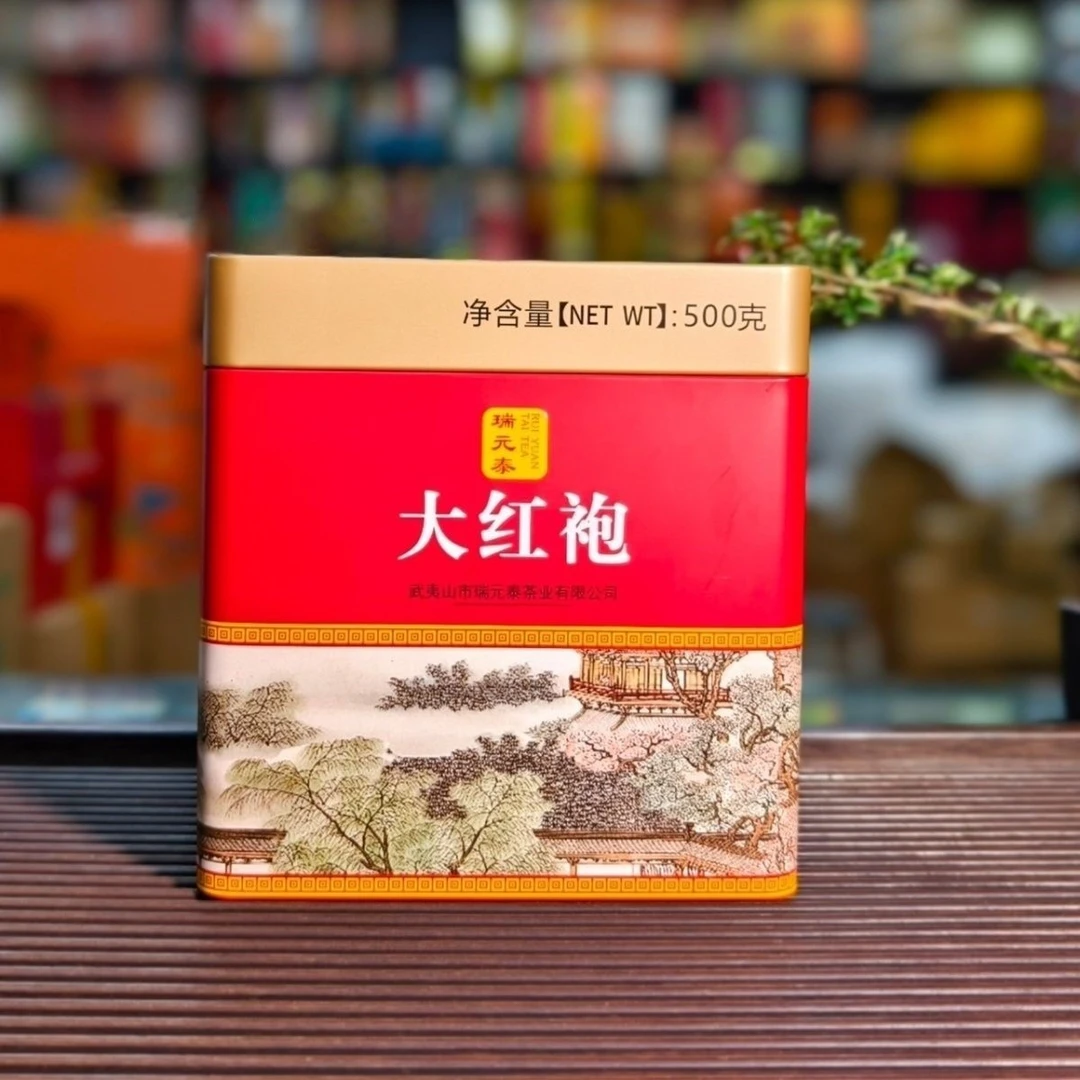 净含量【NET WT】:500克
瑞元泰
RUI YUAN
TAI TEA
大红袍
武夷山市瑞元泰茶业有限公司